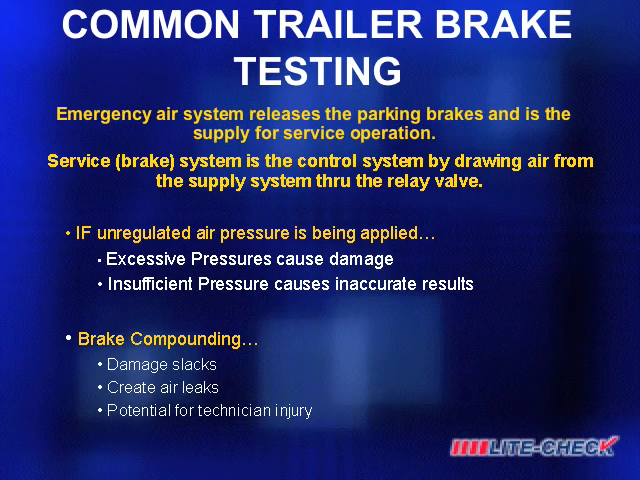 COMMON TRAILER BRAKE
TESTING
Emergency air system releases the parking brakes and is the
supply for service operation.
Service (brake) system is the control system by drawing air from
the supply system thru the relay valve.
• IF unregulated air pressure is being applied…
• Excessive Pressures cause damage
• Insufficient Pressure causes inaccurate results
• Brake Compounding…
• Damage slacks
• Create air leaks
• Potential for technician injury
LITE-CHECK